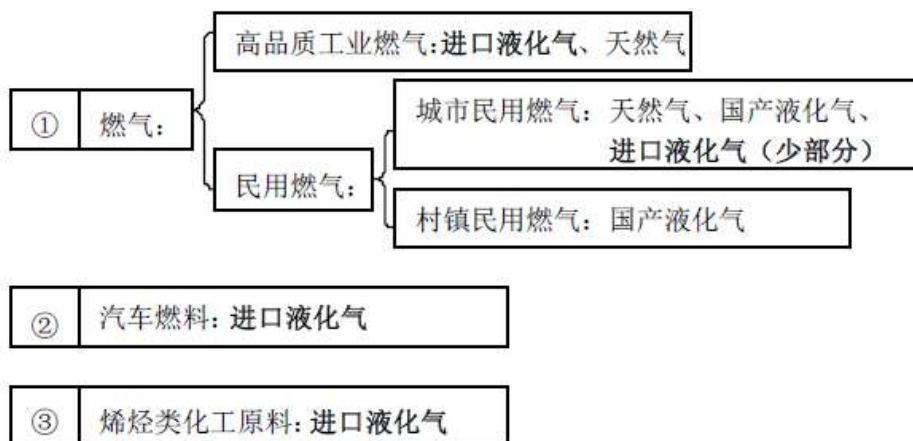 高品质工业燃气:进口液化气、天然气
① 燃气：
城市民用燃气：天然气、国产液化气、
进口液化气（少部分）
民用燃气：
村镇民用燃气：国产液化气
② 汽车燃料: 进口液化气
③ 烯烃类化工原料: 进口液化气